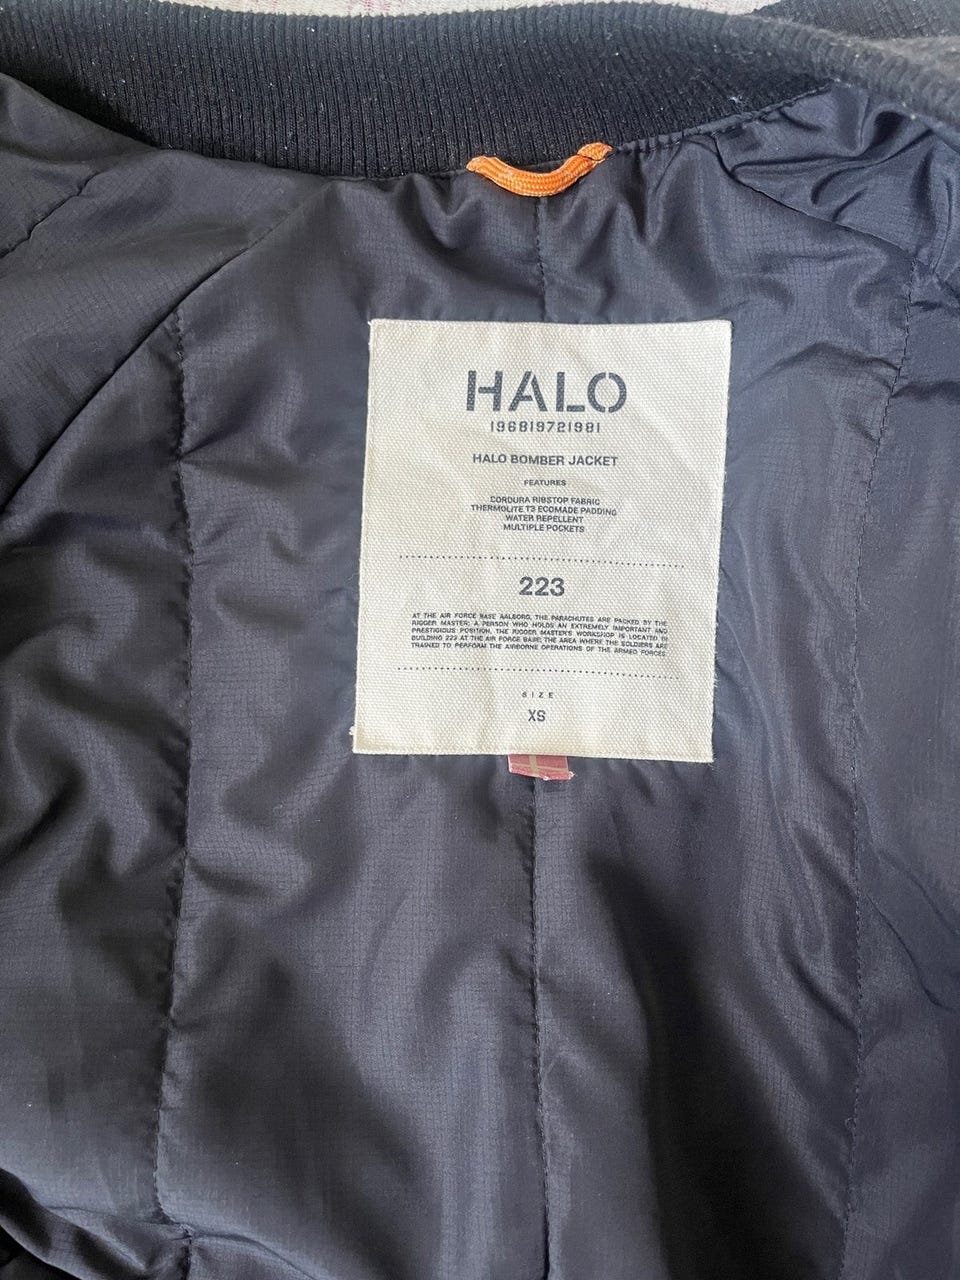 HALO
196819721981
HALO BOMBER JACKET
FEATURES
CORDURA RIBSTOP FABRIC
THERMOLITE T3 ECOMADE PADDING
WATER REPELLENT
MULTIPLE POCKETS
223
AT THE AIR FORCE BASE AALBORG, THE PARACHUTES ARE PACKED BY THE
RIGGER MASTER; A PERSON WHO HOLDS AN EXTREMELY IMPORTANT AND
PRESTIGIOUS POSITION, THE RIGGER MASTER'S WORKSHOP IS LOCATED IN
BUILDING 223 AT THE AIR FORCE BASE; THE AREA WHERE THE SOLDIERS ARE
TRAINED TO PERFORM THE AIRBORNE OPERATIONS OF THE ARMED FORCES.
SIZE
XS